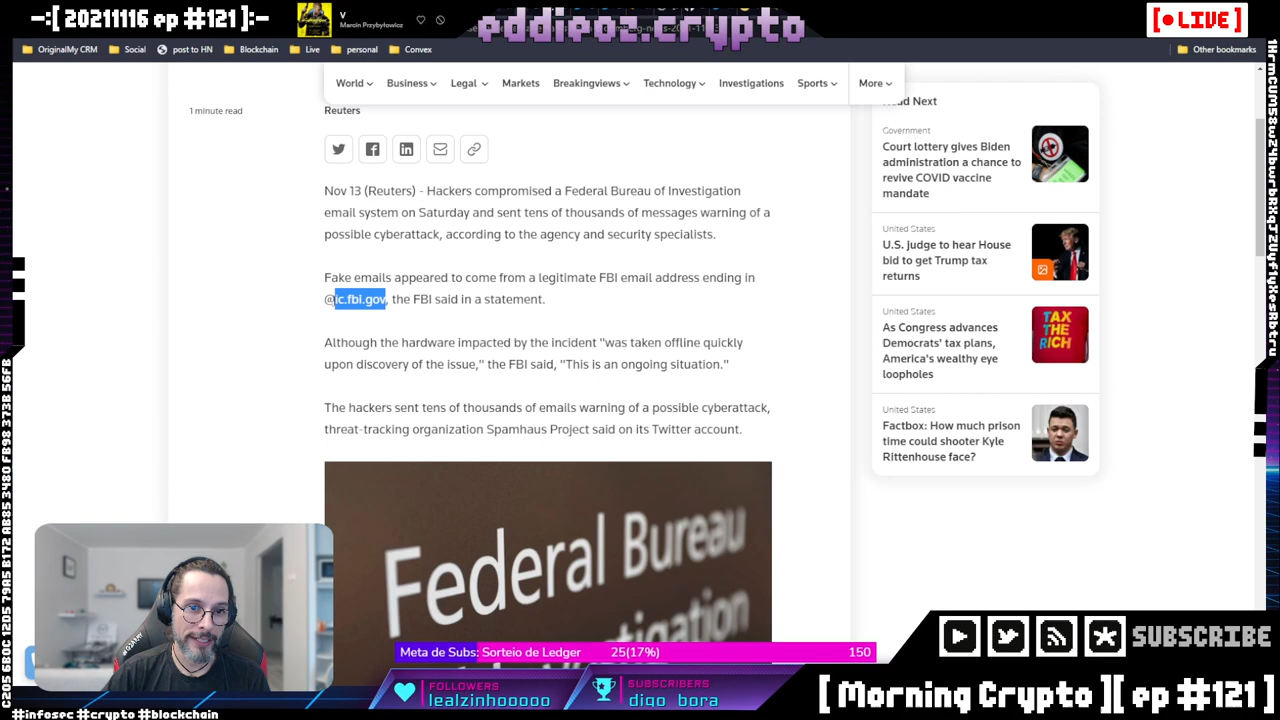 -:[ 20211116 ep #121 ]:-
V
Marcin Przybyłowicz
eddieoz.crypto
[ LIVE ]
OriginalMy CRM
Social
post to HN
Blockchain
Live
personal
Convex
Other bookmarks
World
Business
Legal
Markets
Breakingviews
Technology
Investigations
Sports
More
1 minute read
Reuters
Nov 13 (Reuters) - Hackers compromised a Federal Bureau of Investigation
email system on Saturday and sent tens of thousands of messages warning of a
possible cyberattack, according to the agency and security specialists.
Fake emails appeared to come from a legitimate FBI email address ending in
@ic.fbi.gov, the FBI said in a statement.
Although the hardware impacted by the incident "was taken offline quickly
upon discovery of the issue," the FBI said, "This is an ongoing situation."
The hackers sent tens of thousands of emails warning of a possible cyberattack,
threat-tracking organization Spamhaus Project said on its Twitter account.
Federal Bureau
Read Next
Government
Court lottery gives Biden
administration a chance to
revive COVID vaccine
mandate
United States
U.S. judge to hear House
bid to get Trump tax
returns
United States
As Congress advances
Democrats' tax plans,
America's wealthy eye
loopholes
TAX
THE
RICH
United States
Factbox: How much prison
time could shooter Kyle
Rittenhouse face?
Meta de Subs: Sorteio de Ledger
25(17%)
150
FOLLOWERS
lealzinhooooo
SUBSCRIBERS
digo_bora
SUBSCRIBE
[ Morning Crypto ][ ep #121 ]
#infosec #crypto #blockchain